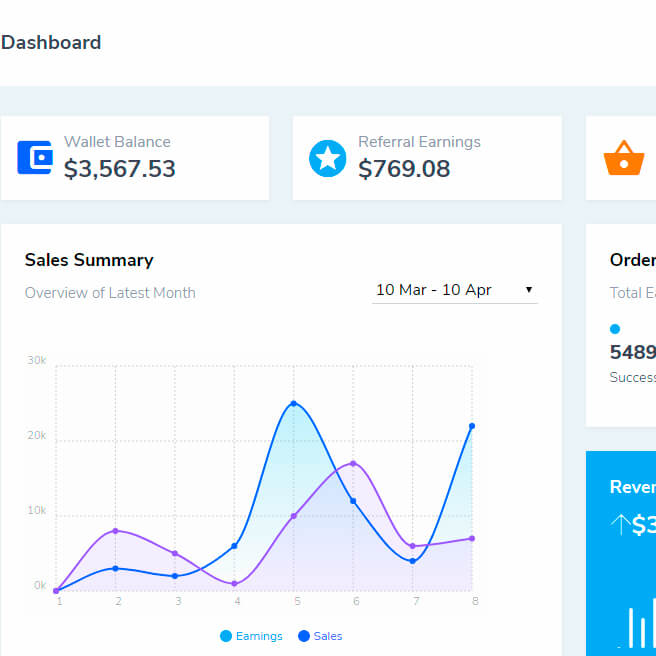 Dashboard
Wallet Balance
$3,567.53
Referral Earnings
$769.08
Sales Summary
Overview of Latest Month
10 Mar - 10 Apr
30k
20k
10k
0k
1 2 3 4 5 6 7 8
Earnings Sales
Order
Total E
5489
Success
Rever
$3